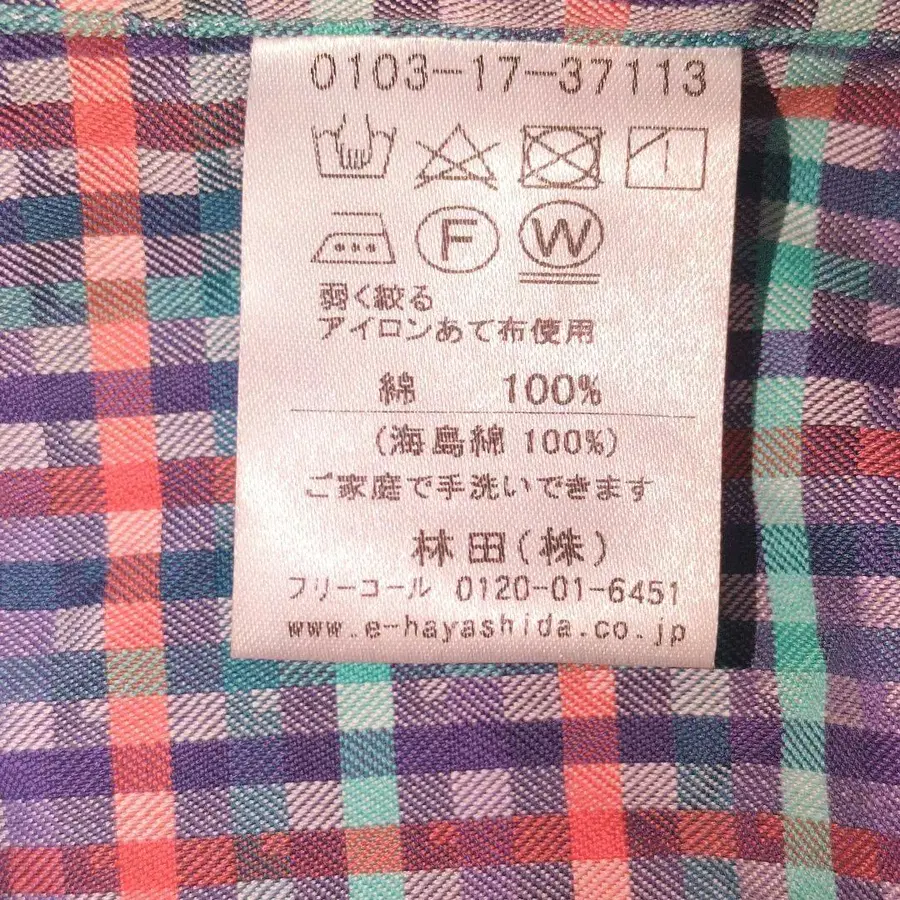 0103-17-37113
F W
弱く絞る
アイロンあて布使用
綿 100%
(海島綿 100%)
ご家庭で手洗いできます
林田(株)
フリーコール 0120-01-6451
www.e-hayashida.co.jp